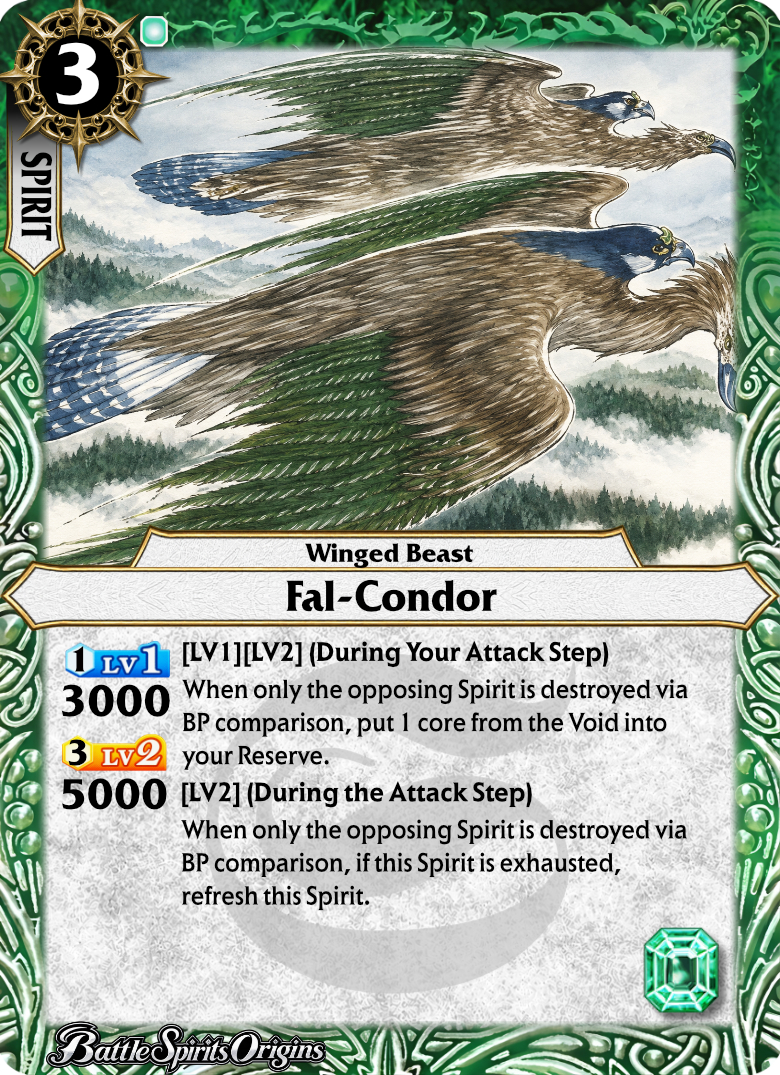 3
SPIRIT
Winged Beast
Fal-Condor
1 LV1
3000
3 LV2
5000
[LV1][LV2] (During Your Attack Step)
When only the opposing Spirit is destroyed via
BP comparison, put 1 core from the Void into
your Reserve.
[LV2] (During the Attack Step)
When only the opposing Spirit is destroyed via
BP comparison, if this Spirit is exhausted,
refresh this Spirit.
Battle Spirits Origins